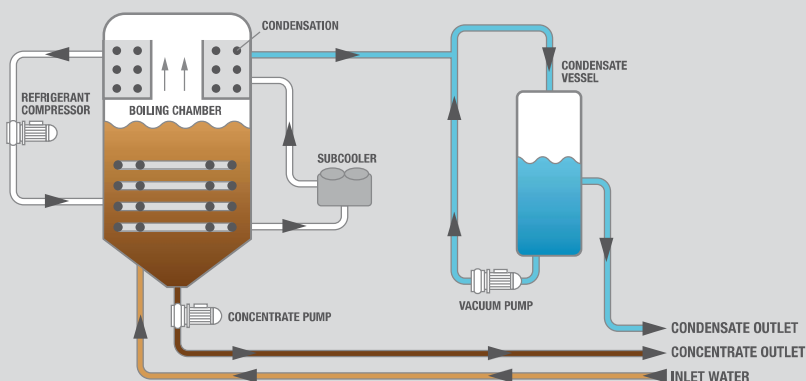 CONDENSATION
CONDENSATE
VESSEL
REFRIGERANT
COMPRESSOR
BOILING CHAMBER
SUBCOOLER
VACUUM PUMP
CONCENTRATE PUMP
CONDENSATE OUTLET
CONCENTRATE OUTLET
INLET WATER